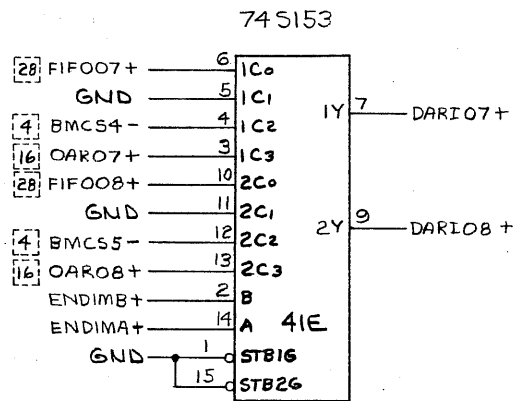 74S153
28 FIFO07+ 6 1C0
GND 5 1C1 1Y 7 DARI07+
4 BMCS4- 4 1C2
16 OAR07+ 3 1C3
28 FIFO08+ 10 2C0
GND 11 2C1 2Y 9 DARI08+
4 BMCS5- 12 2C2
16 OAR08+ 13 2C3
ENDIMB+ 2 B
ENDIMA+ 14 A 41E
GND 1 STB1G
15 STB2G